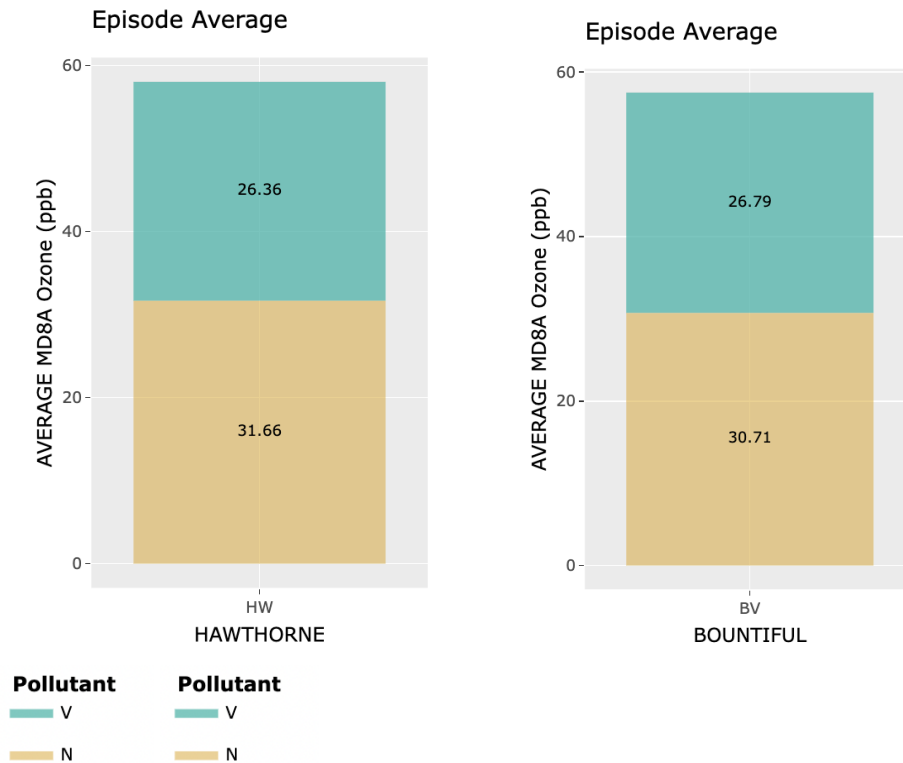 Episode Average
60
40
20
0
AVERAGE MD8A Ozone (ppb)
26.36
31.66
HW
HAWTHORNE
Episode Average
60
40
20
0
AVERAGE MD8A Ozone (ppb)
26.79
30.71
BV
BOUNTIFUL
Pollutant
V
N
Pollutant
V
N